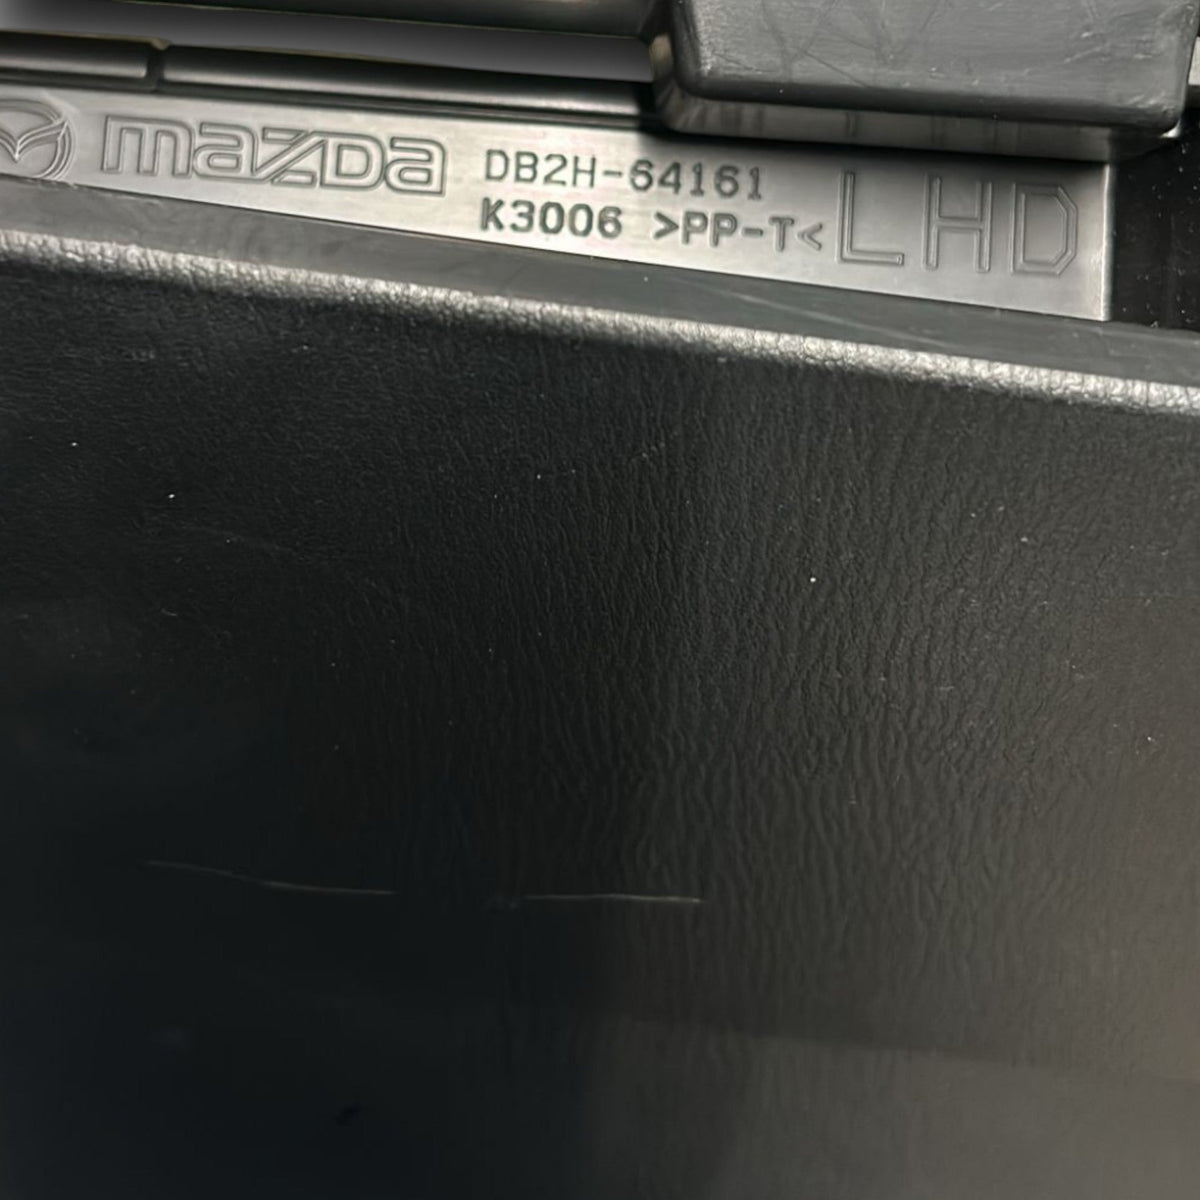 mazda
DB2H-64161
K3006 >PP-T<
LHD